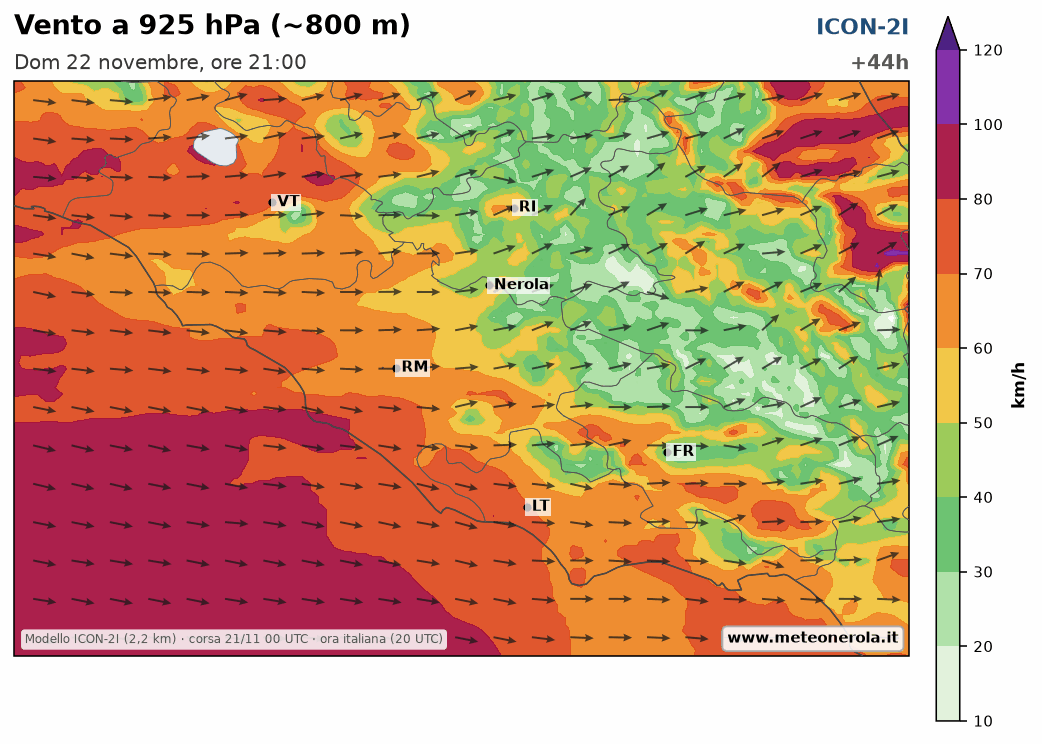 Vento a 925 hPa (~800 m)
ICON-2I
Dom 22 novembre, ore 21:00
+44h
VT
RI
Nerola
RM
FR
LT
Modello ICON-2I (2,2 km) · corsa 21/11 00 UTC · ora italiana (20 UTC)
www.meteonerola.it
120
100
80
70
60
50
40
30
20
10
km/h